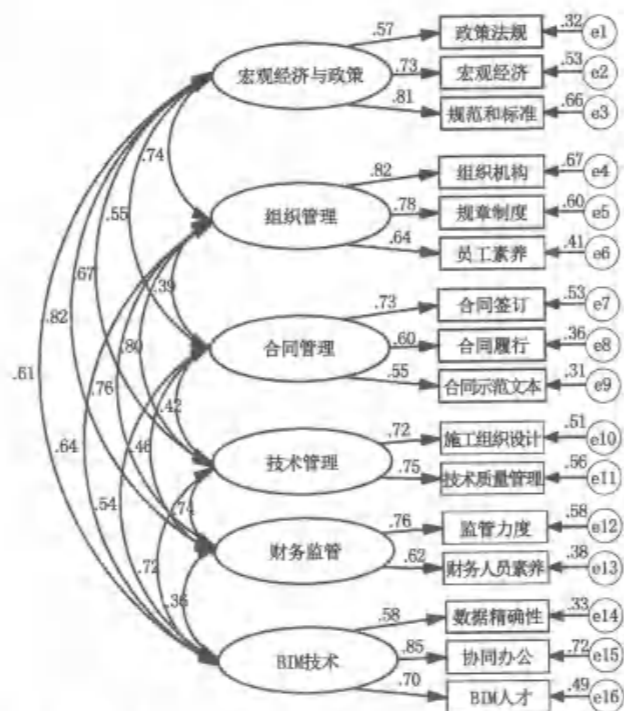 .57
政策法规
.32
e1
宏观经济与政策
.73
宏观经济
.53
e2
.81
规范和标准
.66
e3
.74
.82
组织机构
.67
e4
组织管理
.78
规章制度
.60
e5
.55
.64
员工素养
.41
e6
.67
.39
.73
合同签订
.53
e7
.82
.80
合同管理
.60
合同履行
.36
e8
.61
.76
.42
.55
合同示范文本
.31
e9
.64
.46
.72
施工组织设计
.51
e10
技术管理
.75
技术质量管理
.56
e11
.54
.74
.76
监管力度
.58
e12
财务监管
.72
.62
财务人员素养
.38
e13
.36
.58
数据精确性
.33
e14
BIM技术
.85
协同办公
.72
e15
.70
BIM人才
.49
e16